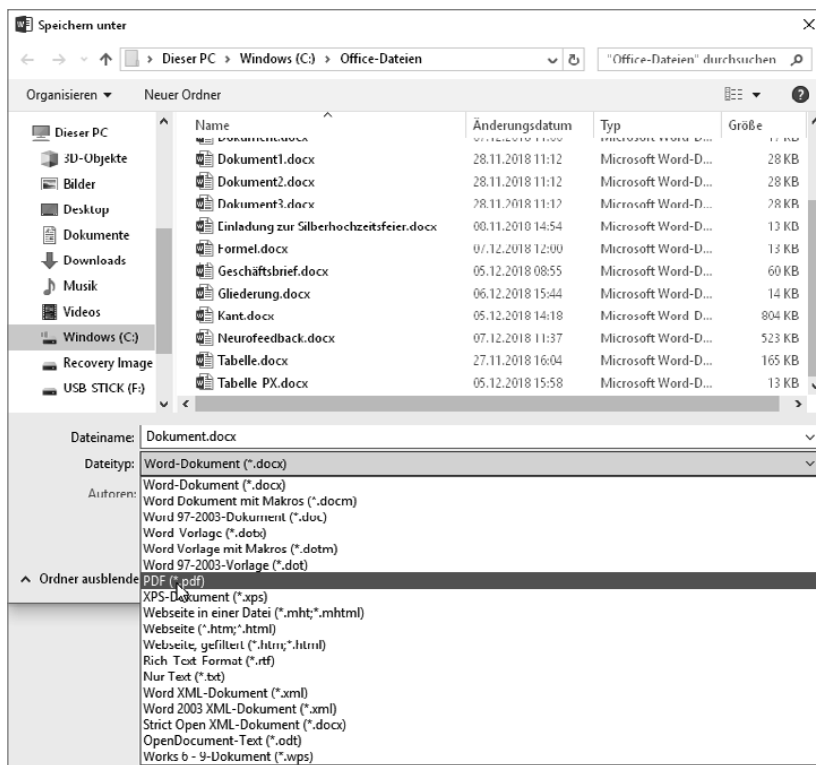 Speichern unter
Dieser PC > Windows (C:) > Office-Dateien "Office-Dateien" durchsuchen
Organisieren Neuer Ordner
Name Änderungsdatum Typ Größe
Dieser PC
3D-Objekte
Bilder
Desktop
Dokumente
Downloads
Musik
Videos
Windows (C:)
Recovery Image
USB STICK (F:)
Dokument1.docx 28.11.2018 11:12 Microsoft Word-D... 28 KB
Dokument2.docx 28.11.2018 11:12 Microsoft Word-D... 28 KB
Dokument3.docx 28.11.2018 11:12 Microsoft Word-D... 28 KB
Einladung zur Silberhochzeitsfeier.docx 08.11.2018 14:54 Microsoft Word-D... 13 KB
Formel.docx 07.12.2018 12:00 Microsoft Word-D... 13 KB
Geschäftsbrief.docx 05.12.2018 08:55 Microsoft Word-D... 60 KB
Gliederung.docx 06.12.2018 15:44 Microsoft Word-D... 14 KB
Kant.docx 05.12.2018 14:18 Microsoft Word-D... 804 KB
Neurofeedback.docx 07.12.2018 11:37 Microsoft Word-D... 523 KB
Tabelle.docx 27.11.2018 16:04 Microsoft Word-D... 165 KB
Tabelle PX.docx 05.12.2018 15:58 Microsoft Word-D... 13 KB
Dateiname: Dokument.docx
Dateityp: Word-Dokument (*.docx)
Autoren:
Ordner ausblende
Word-Dokument (*.docx)
Word Dokument mit Makros (*.docm)
Word 97-2003-Dokument (*.doc)
Word Vorlage (*.dotx)
Word Vorlage mit Makros (*.dotm)
Word 97-2003-Vorlage (*.dot)
PDF (*.pdf)
XPS-Dokument (*.xps)
Webseite in einer Datei (*.mht;*.mhtml)
Webseite (*.htm;*.html)
Webseite, gefiltert (*.htm;*.html)
Rich Text Format (*.rtf)
Nur Text (*.txt)
Word XML-Dokument (*.xml)
Word 2003 XML-Dokument (*.xml)
Strict Open XML-Dokument (*.docx)
OpenDocument-Text (*.odt)
Works 6 - 9-Dokument (*.wps)